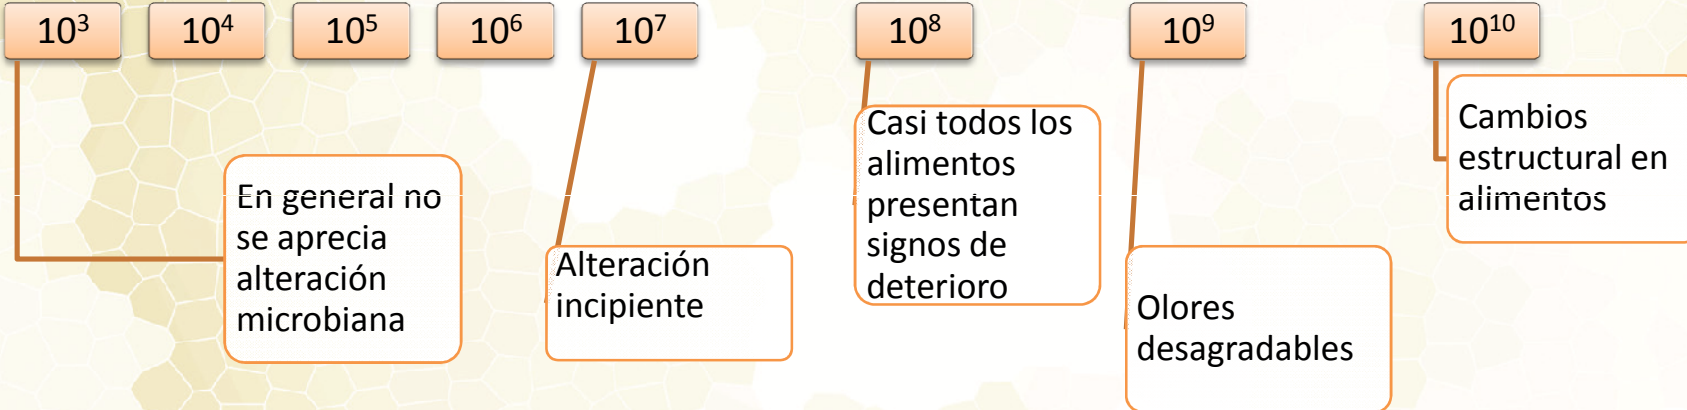 10³ 10⁴ 10⁵ 10⁶ 10⁷ 10⁸ 10⁹ 10¹⁰
En general no
se aprecia
alteración
microbiana
Alteración
incipiente
Casi todos los
alimentos
presentan
signos de
deterioro
Olores
desagradables
Cambios
estructural en
alimentos